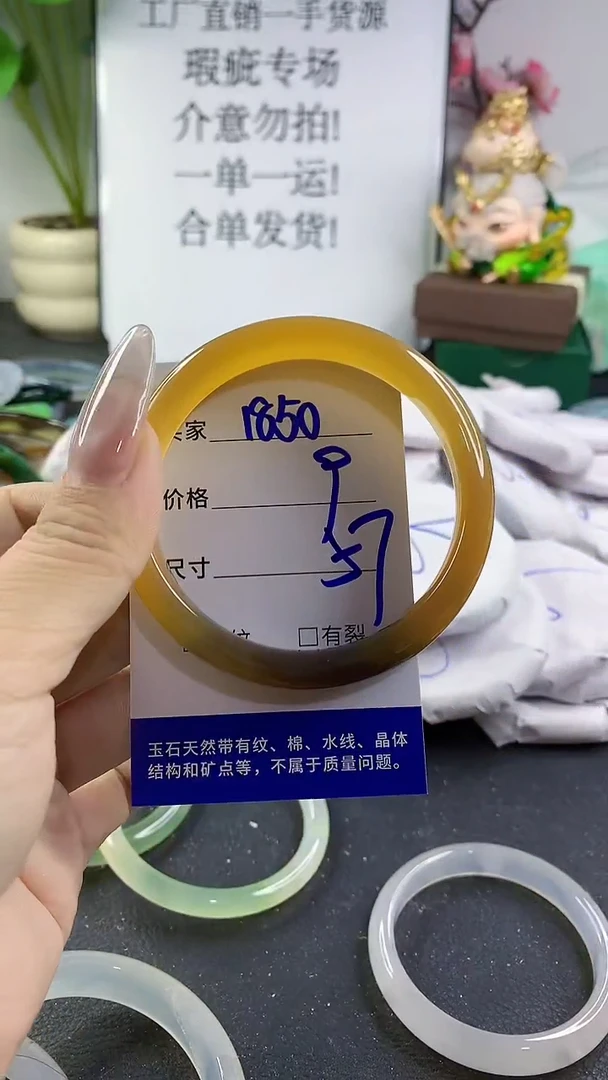 工厂直销一手货源
瑕疵专场
介意勿拍!
一单一运!
合单发货!
卖家 1850
价格
尺寸 57
纹 □有裂
玉石天然带有纹、棉、水线、晶体
结构和矿点等，不属于质量问题。